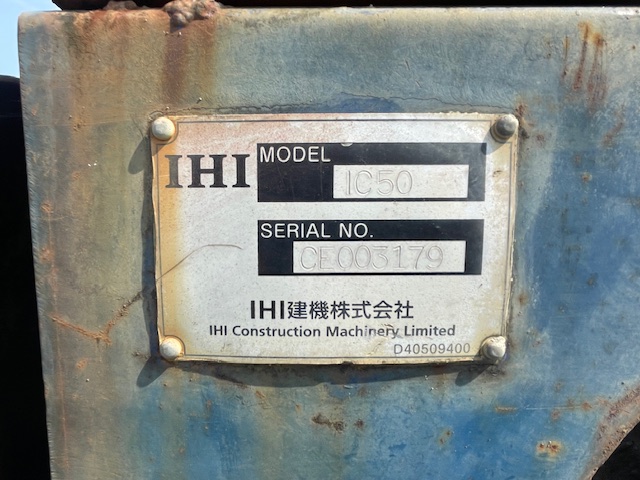 IHI
MODEL
IC50
SERIAL NO.
CE003179
IHI建機株式会社
IHI Construction Machinery Limited
D40509400